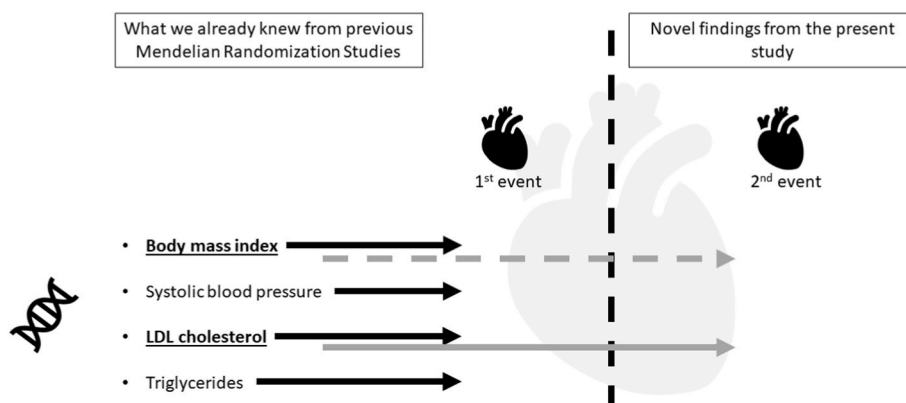 What we already knew from previous
Mendelian Randomization Studies
Novel findings from the present
study
1st event
2nd event
• Body mass index
• Systolic blood pressure
• LDL cholesterol
• Triglycerides